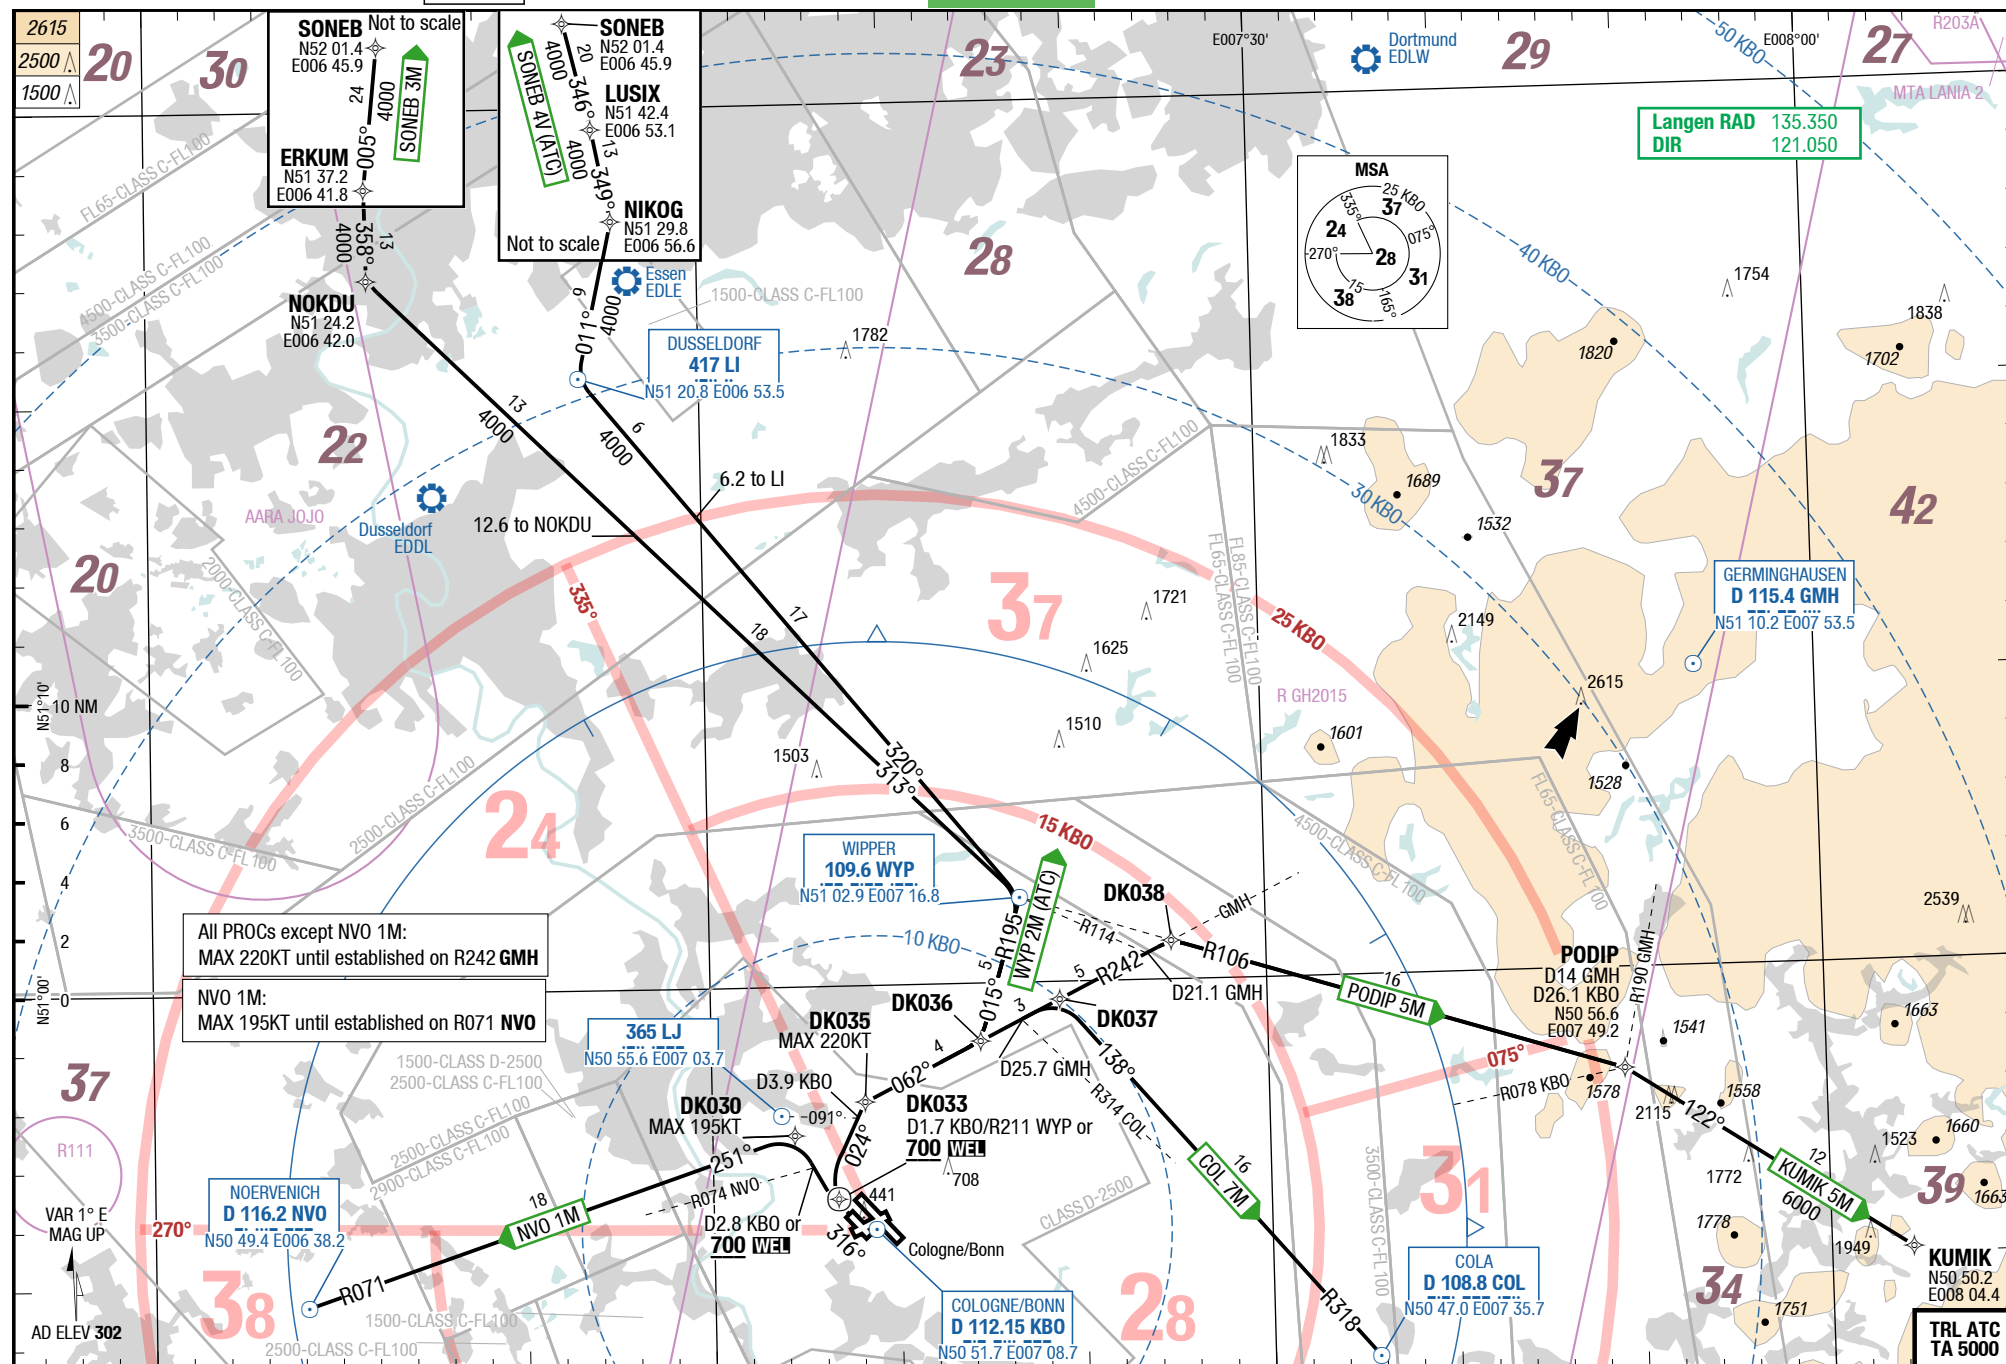 2615
2500
1500
20
30
SONEB
N52 01.4
E006 45.9
Not to scale
24
4000
SONEB 3M
005°
ERKUM
N51 37.2
E006 41.8
358°
4000
13
NOKDU
N51 24.2
E006 42.0
SONEB
N52 01.4
E006 45.9
20
4000
346°
SONEB 4V (ATC)
LUSIX
N51 42.4
E006 53.1
13
4000
349°
NIKOG
N51 29.8
E006 56.6
Not to scale
23
E007°30'
Dortmund
EDLW
29
50 KBO
E008°00'
27
R203A
MTA LANIA 2
Langen RAD 135.350
DIR 121.050
MSA
25 KBO
335°
37
24
075°
270°
28
31
38
15
165°
40 KBO
FL65-CLASS C-FL100
4500-CLASS C-FL100
3500-CLASS C-FL100
28
Essen
EDLE
1500-CLASS C-FL100
9
011°
4000
DUSSELDORF
417 LI
N51 20.8 E006 53.5
1782
1754
1838
1820
1702
13
4000
6
4000
22
AARA JOJO
Dusseldorf
EDDL
6.2 to LI
12.6 to NOKDU
4500-CLASS C-FL100
1833
1689
30 KBO
1532
37
42
20
2000-CLASS C-FL100
335°
17
18
37
FL65-CLASS C-FL100
FL85-CLASS C-FL100
25 KBO
1721
1625
1510
1503
2149
GERMINGHAUSEN
D 115.4 GMH
N51 10.2 E007 53.5
2615
R GH2015
1601
1528
N51°10'
10 NM
8
6
4
2
0
N51°00'
320°
313°
2500-CLASS C-FL100
3500-CLASS C-FL100
24
15 KBO
4500-CLASS C-FL100
FL65-CLASS C-FL100
WIPPER
109.6 WYP
N51 02.9 E007 16.8
WYP 2M (ATC)
R195
5
015°
DK038
GMH
R114
R106
5
R242
D21.1 GMH
16
PODIP 5M
PODIP
D14 GMH
D26.1 KBO
N50 56.6
E007 49.2
R190 GMH
2539
1663
All PROCs except NVO 1M:
MAX 220KT until established on R242 GMH
NVO 1M:
MAX 195KT until established on R071 NVO
10 KBO
DK036
3
DK037
DK035
MAX 220KT
365 LJ
N50 55.6 E007 03.7
4
062°
D25.7 GMH
138°
R314 COL
1541
075°
R078 KBO
1578
2115
1558
122°
1660
1523
1772
37
1500-CLASS D-2500
2500-CLASS C-FL100
2500-CLASS C-FL100
2900-CLASS C-FL100
D3.9 KBO
091°
DK030
MAX 195KT
DK033
D1.7 KBO/R211 WYP or
700 WEL
024°
251°
708
R111
NOERVENICH
D 116.2 NVO
N50 49.4 E006 38.2
18
NVO 1M
R074 NVO
441
D2.8 KBO or
700 WEL
316°
Cologne/Bonn
CLASS D-2500
16
COL 7M
3500-CLASS C-FL100
31
12
KUMIK 5M
6000
39
1663
1778
1949
VAR 1° E
MAG UP
270°
38
R071
AD ELEV 302
1500-CLASS C-FL100
2500-CLASS C-FL100
COLOGNE/BONN
D 112.15 KBO
N50 51.7 E007 08.7
28
R318
COLA
D 108.8 COL
N50 47.0 E007 35.7
34
1751
KUMIK
N50 50.2
E008 04.4
TRL ATC
TA 5000